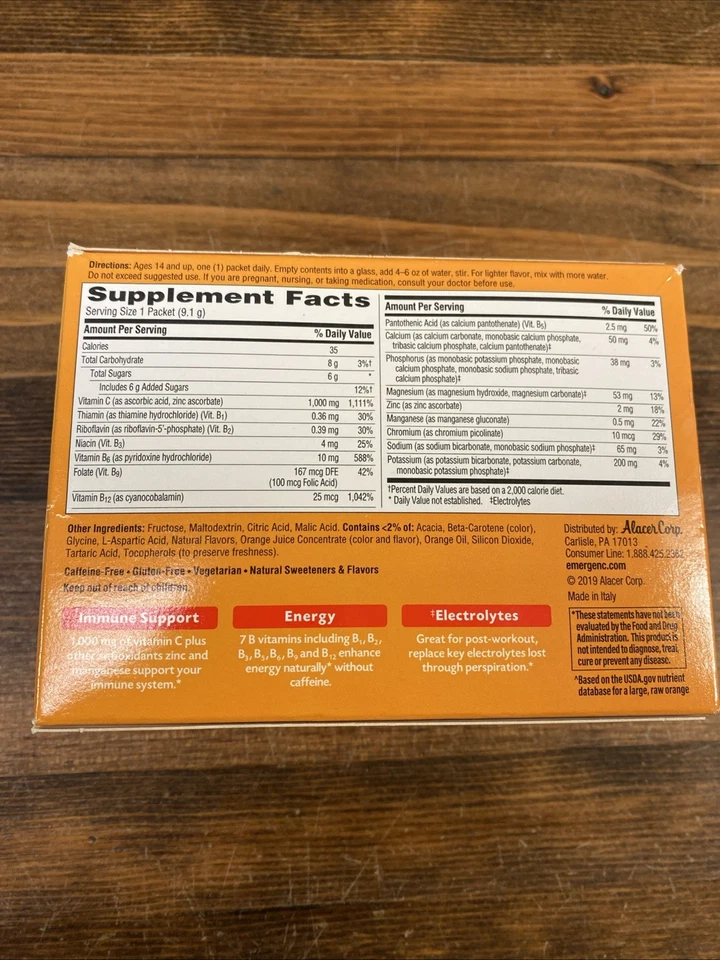 Directions: Ages 14 and up, one (1) packet daily. Empty contents into a glass, add 4–6 oz of water, stir. For lighter flavor, mix with more water.
Do not exceed suggested use. If you are pregnant, nursing, or taking medication, consult your doctor before use.
Supplement Facts
Serving Size 1 Packet (9.1 g)
Amount Per Serving % Daily Value
Calories 35
Total Carbohydrate 8 g 3%†
Total Sugars 6 g *
Includes 6 g Added Sugars 12%†
Vitamin C (as ascorbic acid, zinc ascorbate) 1,000 mg 1,111%
Thiamin (as thiamine hydrochloride) (Vit. B1) 0.36 mg 30%
Riboflavin (as riboflavin-5'-phosphate) (Vit. B2) 0.39 mg 30%
Niacin (Vit. B3) 4 mg 25%
Vitamin B6 (as pyridoxine hydrochloride) 10 mg 588%
Folate (Vit. B9) 167 mcg DFE 42%
(100 mcg Folic Acid)
Vitamin B12 (as cyanocobalamin) 25 mcg 1,042%
Amount Per Serving % Daily Value
Pantothenic Acid (as calcium pantothenate) (Vit. B5) 2.5 mg 50%
Calcium (as calcium carbonate, monobasic calcium phosphate, 50 mg 4%
tribasic calcium phosphate, calcium pantothenate)‡
Phosphorus (as monobasic potassium phosphate, monobasic 38 mg 3%
calcium phosphate, monobasic sodium phosphate, tribasic
calcium phosphate)‡
Magnesium (as magnesium hydroxide, magnesium carbonate)‡ 53 mg 13%
Zinc (as zinc ascorbate) 2 mg 18%
Manganese (as manganese gluconate) 0.5 mg 22%
Chromium (as chromium picolinate) 10 mcg 29%
Sodium (as sodium bicarbonate, monobasic sodium phosphate)‡ 65 mg 3%
Potassium (as potassium bicarbonate, potassium carbonate, 200 mg 4%
monobasic potassium phosphate)‡
†Percent Daily Values are based on a 2,000 calorie diet.
* Daily Value not established. ‡Electrolytes
Other Ingredients: Fructose, Maltodextrin, Citric Acid, Malic Acid. Contains <2% of: Acacia, Beta-Carotene (color),
Glycine, L-Aspartic Acid, Natural Flavors, Orange Juice Concentrate (color and flavor), Orange Oil, Silicon Dioxide,
Tartaric Acid, Tocopherols (to preserve freshness).
Caffeine-Free • Gluten-Free • Vegetarian • Natural Sweeteners & Flavors
Keep out of reach of children.
Immune Support
1,000 mg of vitamin C plus
other antioxidants zinc and
manganese support your
immune system.*
Energy
7 B vitamins including B1, B2,
B3, B5, B6, B9 and B12 enhance
energy naturally* without
caffeine.
‡Electrolytes
Great for post-workout,
replace key electrolytes lost
through perspiration.*
Distributed by: Alacer Corp.
Carlisle, PA 17013
Consumer Line: 1.888.425.2362
emergenc.com
© 2019 Alacer Corp.
Made in Italy
*These statements have not been
evaluated by the Food and Drug
Administration. This product is
not intended to diagnose, treat,
cure or prevent any disease.
^Based on the USDA.gov nutrient
database for a large, raw orange